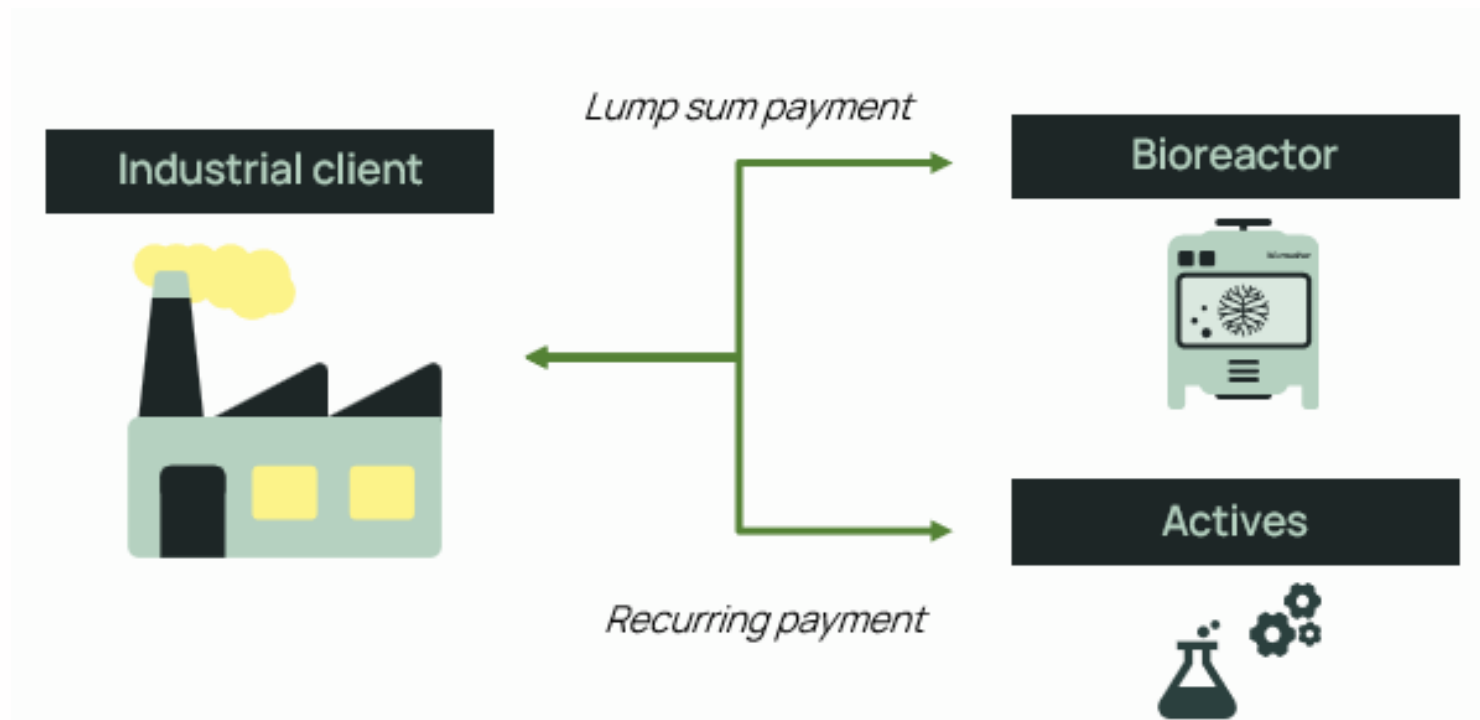 Lump sum payment
Industrial client
Bioreactor
Actives
Recurring payment